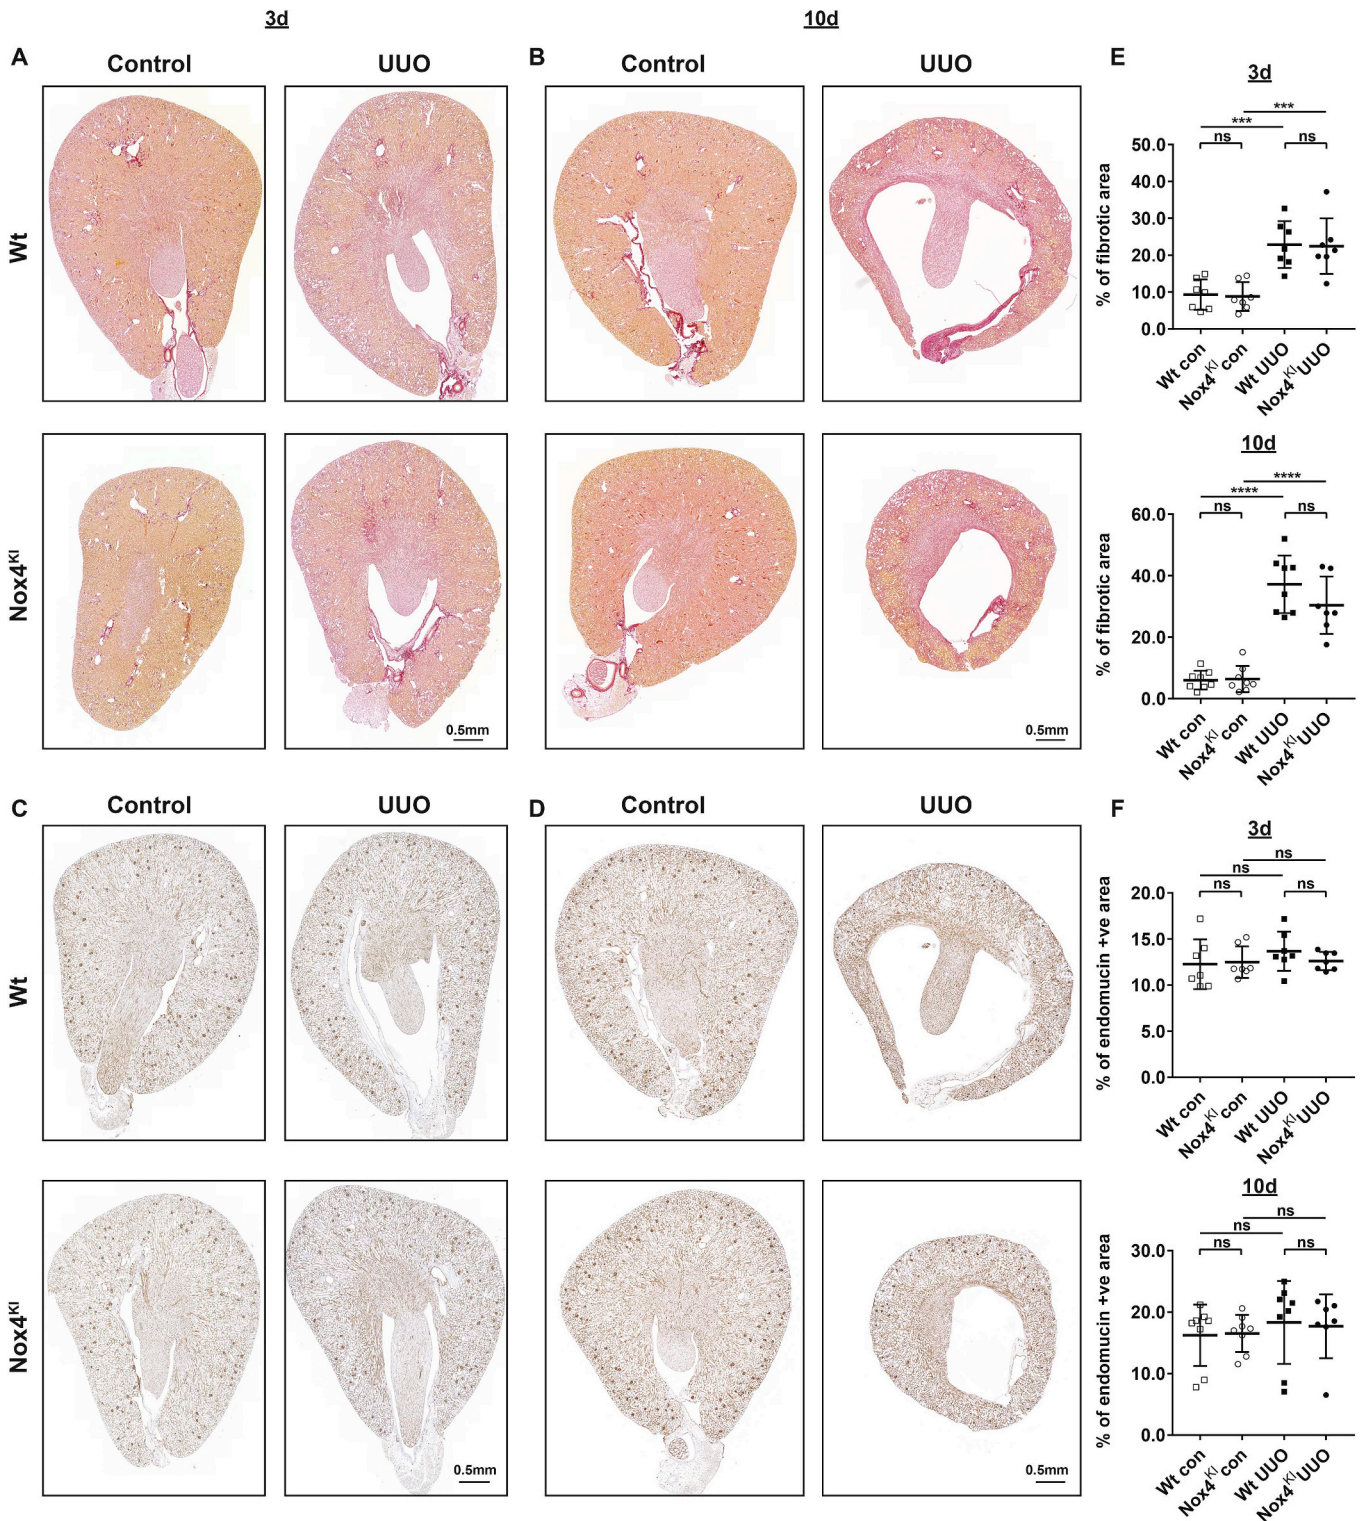 3d
10d
A
Control
UUO
B
Control
UUO
E
Wt
Nox4KI
0.5mm
0.5mm
3d
***
***
ns
ns
% of fibrotic area
50.0
40.0
30.0
20.0
10.0
0.0
Wt con
Nox4KI con
Wt UUO
Nox4KI UUO
10d
****
****
ns
ns
% of fibrotic area
60.0
40.0
20.0
0.0
Wt con
Nox4KI con
Wt UUO
Nox4KI UUO
C
Control
UUO
D
Control
UUO
F
Wt
Nox4KI
0.5mm
0.5mm
3d
ns
ns
ns
ns
% of endomucin +ve area
20.0
15.0
10.0
5.0
0.0
Wt con
Nox4KI con
Wt UUO
Nox4KI UUO
10d
ns
ns
ns
ns
% of endomucin +ve area
30.0
20.0
10.0
0.0
Wt con
Nox4KI con
Wt UUO
Nox4KI UUO